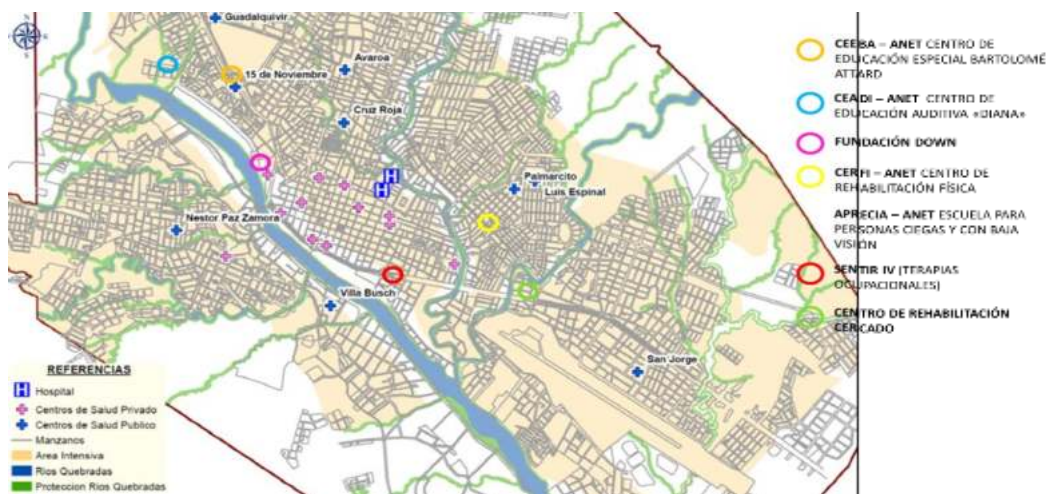 Guadalquivir
Avaroa
15 de Noviembre
Cruz Roja
H
H
Palmarcito
Luis Espinal
Nestor Paz Zamora
Villa Busch
San Jorge
REFERENCIAS
H Hospital
Centros de Salud Privado
Centros de Salud Publico
Manzanos
Area Intensiva
Rios Quebradas
Proteccion Rios Quebradas
CEEBA – ANET CENTRO DE
EDUCACIÓN ESPECIAL BARTOLOMÉ
ATTARD
CEADI – ANET CENTRO DE
EDUCACIÓN AUDITIVA «DIANA»
FUNDACIÓN DOWN
CERFI – ANET CENTRO DE
REHABILITACIÓN FÍSICA
APRECIA – ANET ESCUELA PARA
PERSONAS CIEGAS Y CON BAJA
VISIÓN
SENTIR IV (TERAPIAS
OCUPACIONALES)
CENTRO DE REHABILITACIÓN
CERCADO